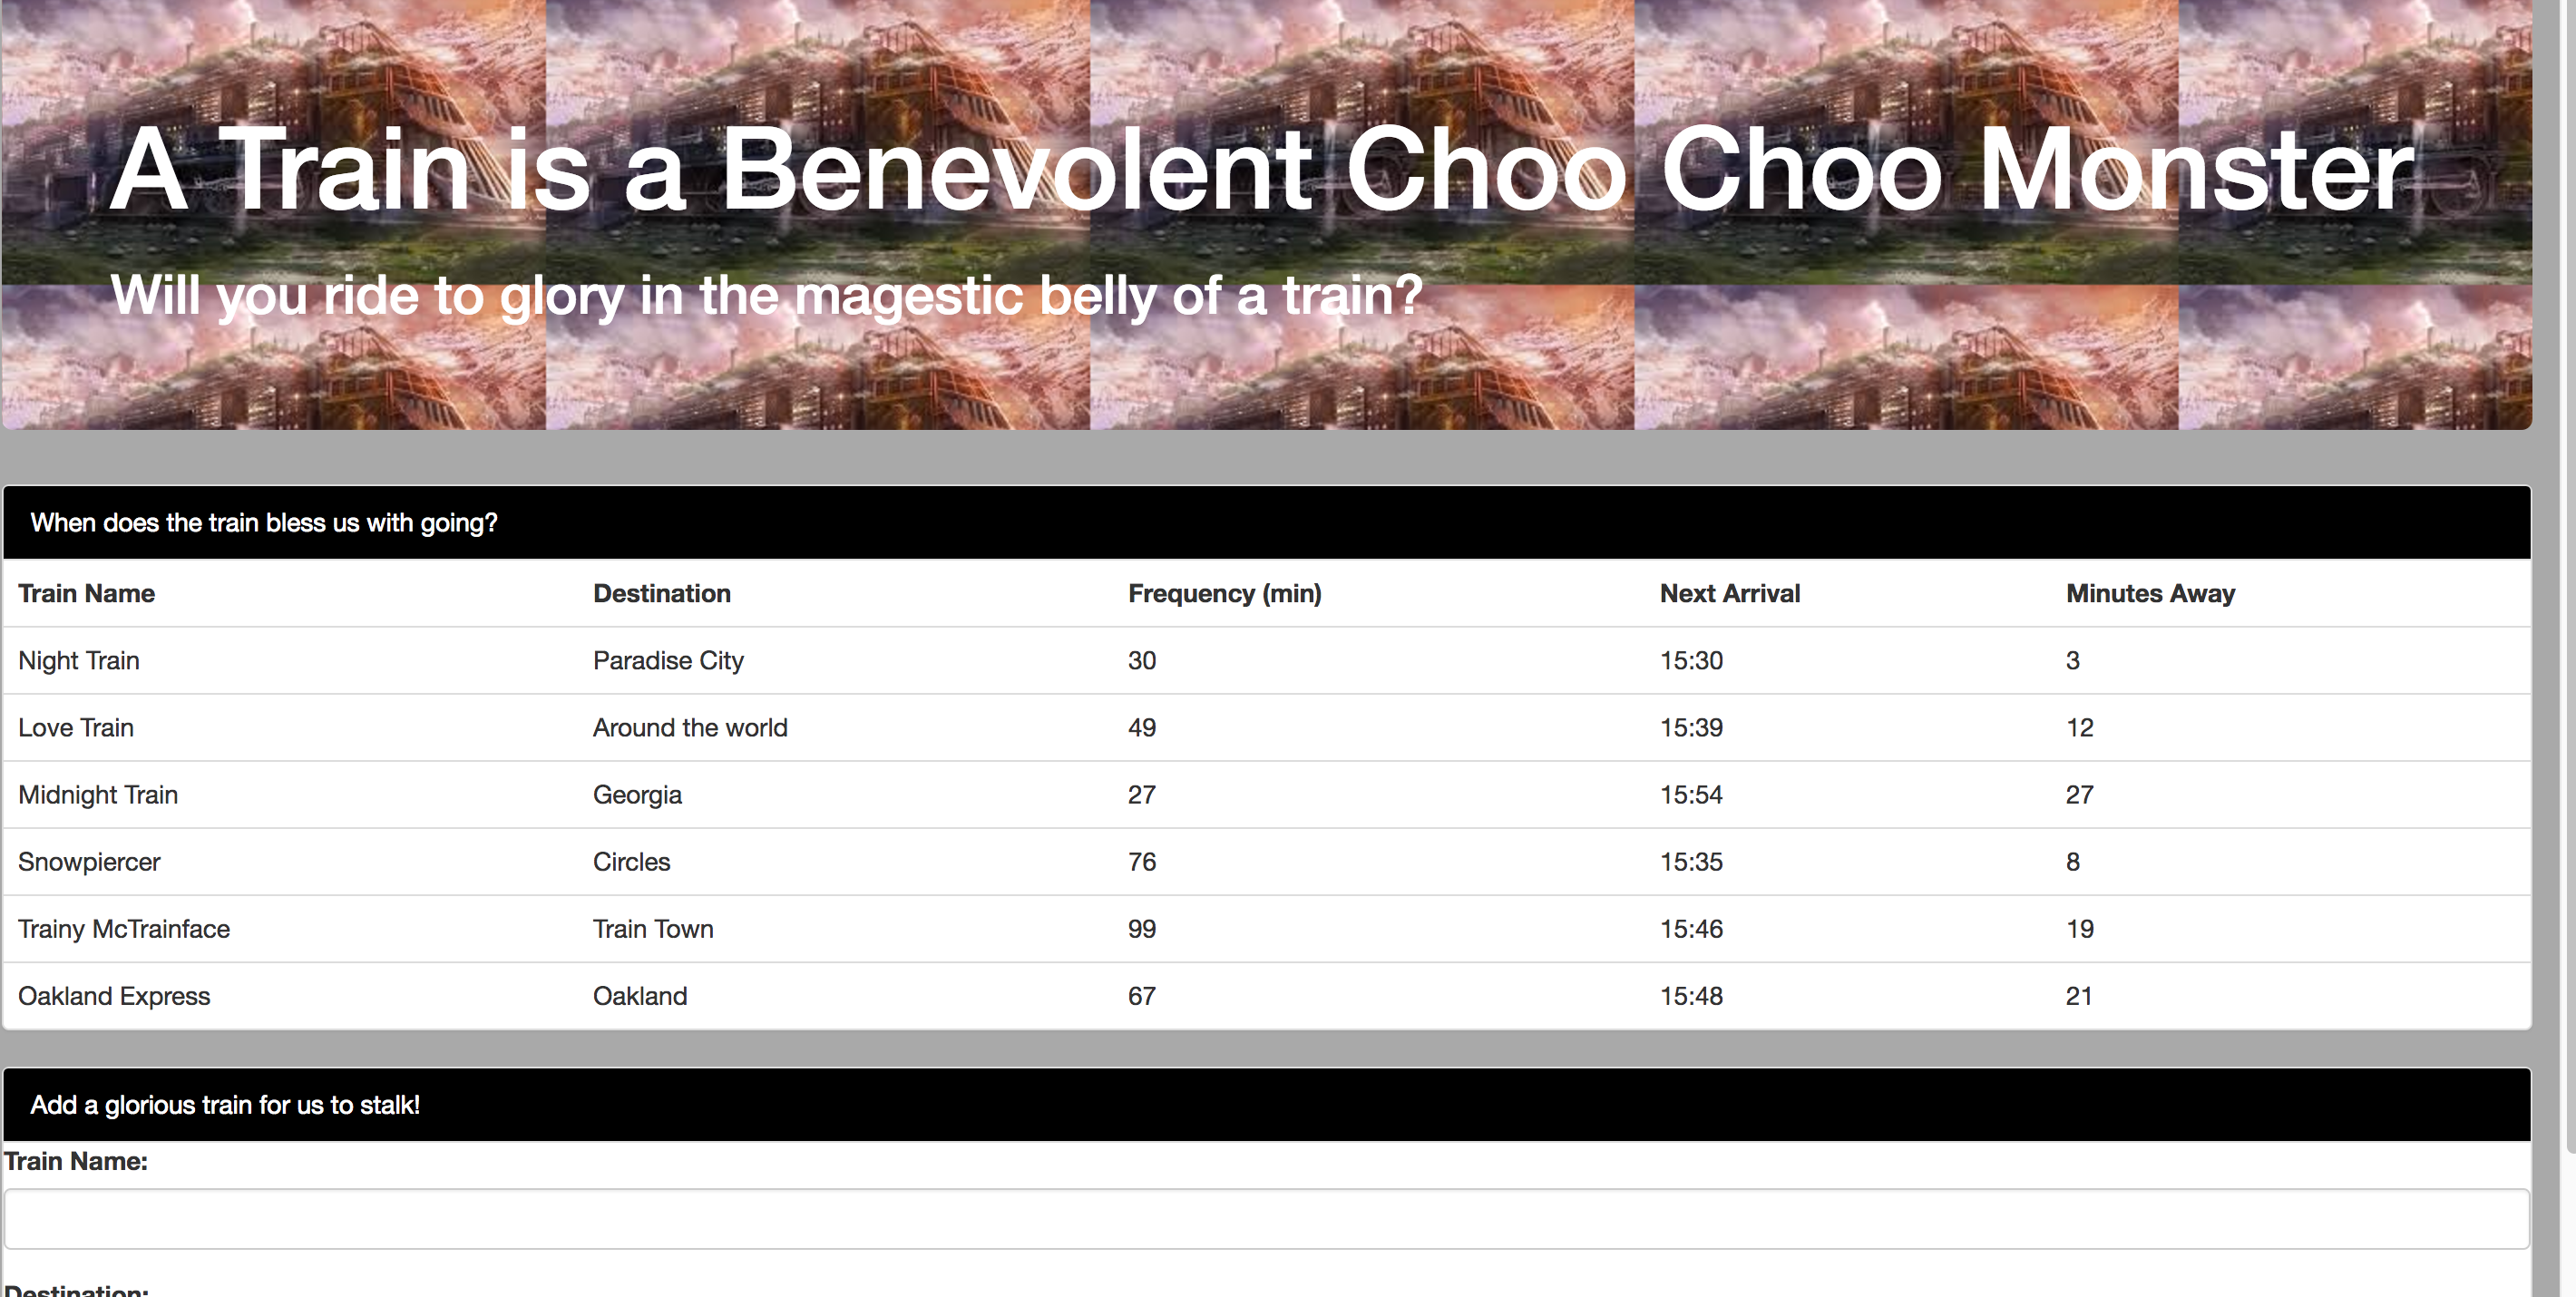 A Train is a Benevolent Choo Choo Monster
Will you ride to glory in the magestic belly of a train?
When does the train bless us with going?
Train Name Destination Frequency (min) Next Arrival Minutes Away
Night Train Paradise City 30 15:30 3
Love Train Around the world 49 15:39 12
Midnight Train Georgia 27 15:54 27
Snowpiercer Circles 76 15:35 8
Trainy McTrainface Train Town 99 15:46 19
Oakland Express Oakland 67 15:48 21
Add a glorious train for us to stalk!
Train Name:
Destination: